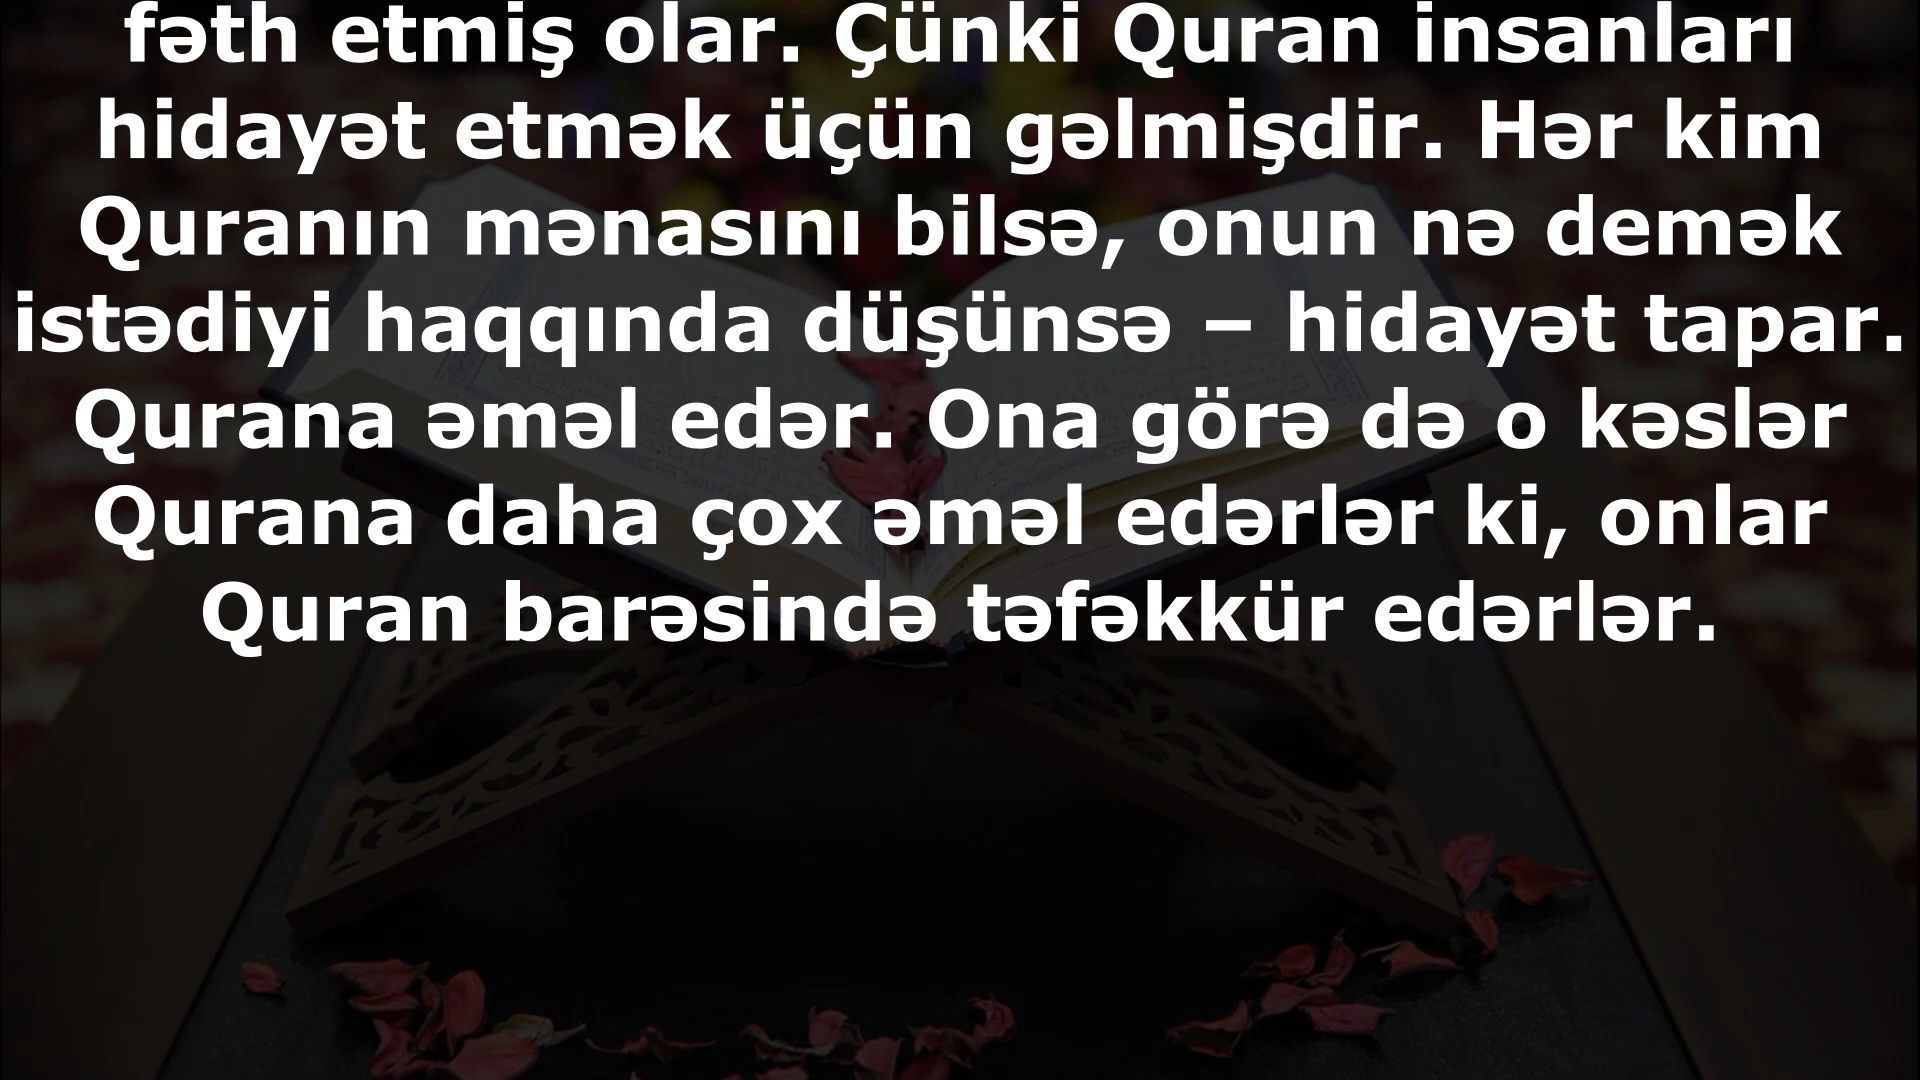 fəth etmiş olar. Çünki Quran insanları
hidayət etmək üçün gəlmişdir. Hər kim
Quranın mənasını bilsə, onun nə demək
istədiyi haqqında düşünsə – hidayət tapar.
Qurana əməl edər. Ona görə də o kəslər
Qurana daha çox əməl edərlər ki, onlar
Quran barəsində təfəkkür edərlər.